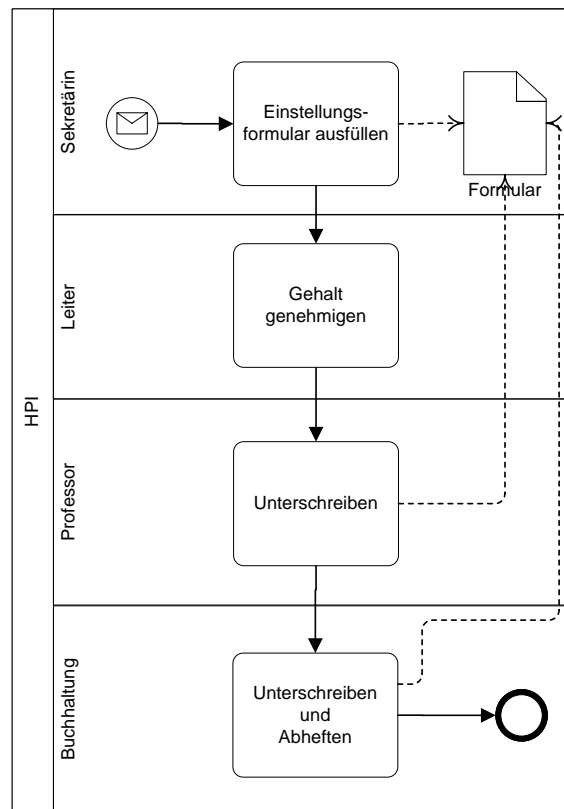 HPI
Sekretärin
Einstellungs-
formular ausfüllen
Formular
Leiter
Gehalt
genehmigen
Professor
Unterschreiben
Buchhaltung
Unterschreiben
und
Abheften